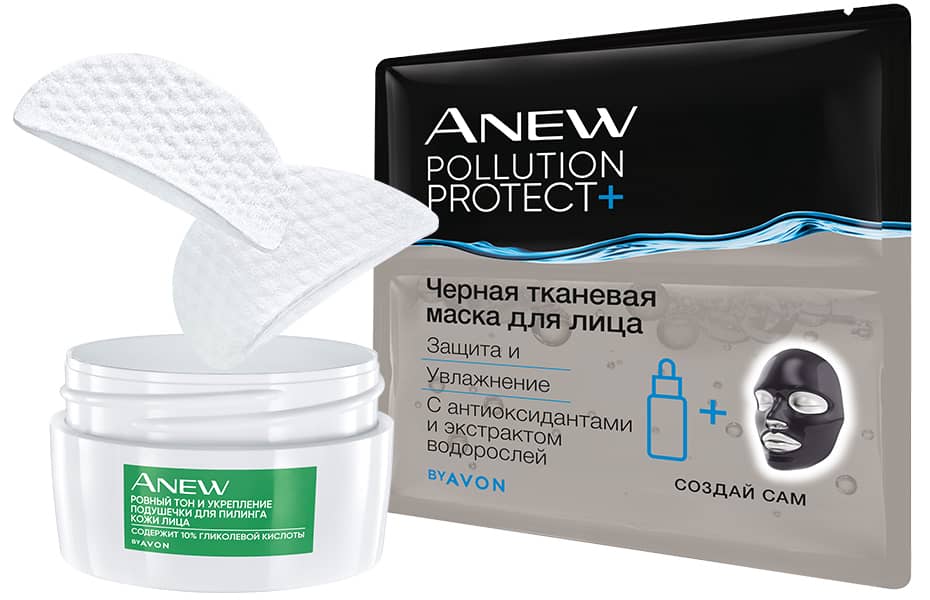 ANEW
POLLUTION
PROTECT+
Черная тканевая
маска для лица
Защита и
Увлажнение
С антиоксидантами
и экстрактом
водорослей
BY AVON
+
СОЗДАЙ САМ
ANEW
РОВНЫЙ ТОН И УКРЕПЛЕНИЕ
ПОДУШЕЧКИ ДЛЯ ПИЛИНГА
КОЖИ ЛИЦА
СОДЕРЖИТ 10% ГЛИКОЛЕВОЙ КИСЛОТЫ
BY AVON